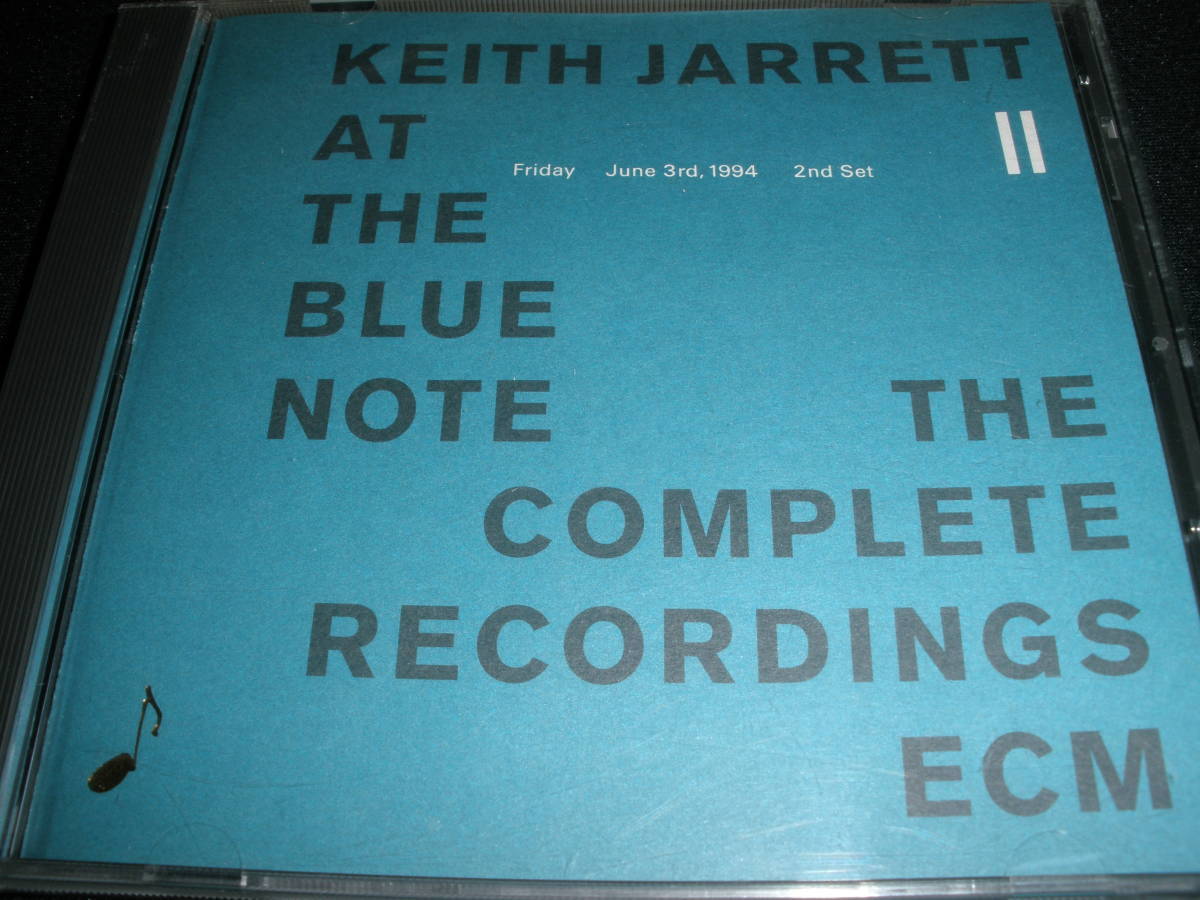 KEITH JARRETT
AT
II
Friday June 3rd, 1994 2nd Set
THE
BLUE
NOTE THE
COMPLETE
RECORDINGS
ECM